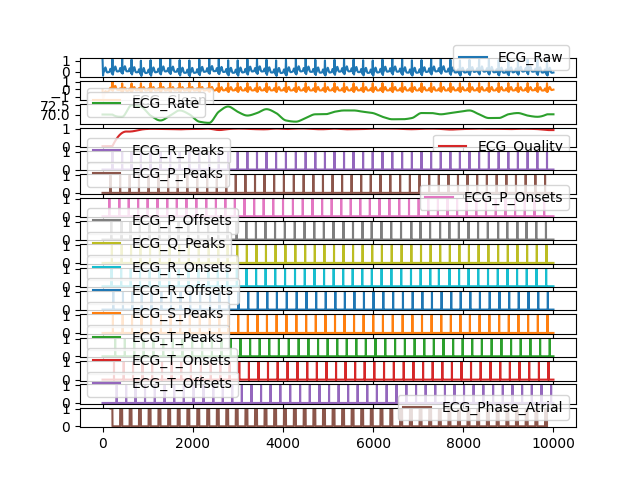 1
ECG_Raw
0
0
−1
72.5
ECG_Rate
70.0
1
ECG_Quality
0
ECG_R_Peaks
1
0
ECG_P_Peaks
1
0
ECG_P_Onsets
1
0
ECG_P_Offsets
1
0
ECG_Q_Peaks
1
0
ECG_R_Onsets
1
0
ECG_R_Offsets
1
0
ECG_S_Peaks
1
0
ECG_T_Peaks
1
0
ECG_T_Onsets
1
0
ECG_T_Offsets
1
0
ECG_Phase_Atrial
1
0
0 2000 4000 6000 8000 10000